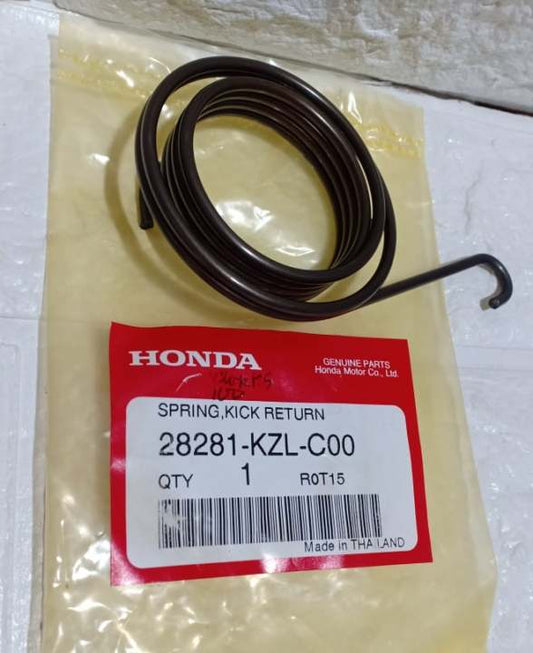 HONDA
GENUINE PARTS
Honda Motor Co., Ltd.
SPRING,KICK RETURN
28281-KZL-C00
QTY 1 R0T15
Made in THAILAND